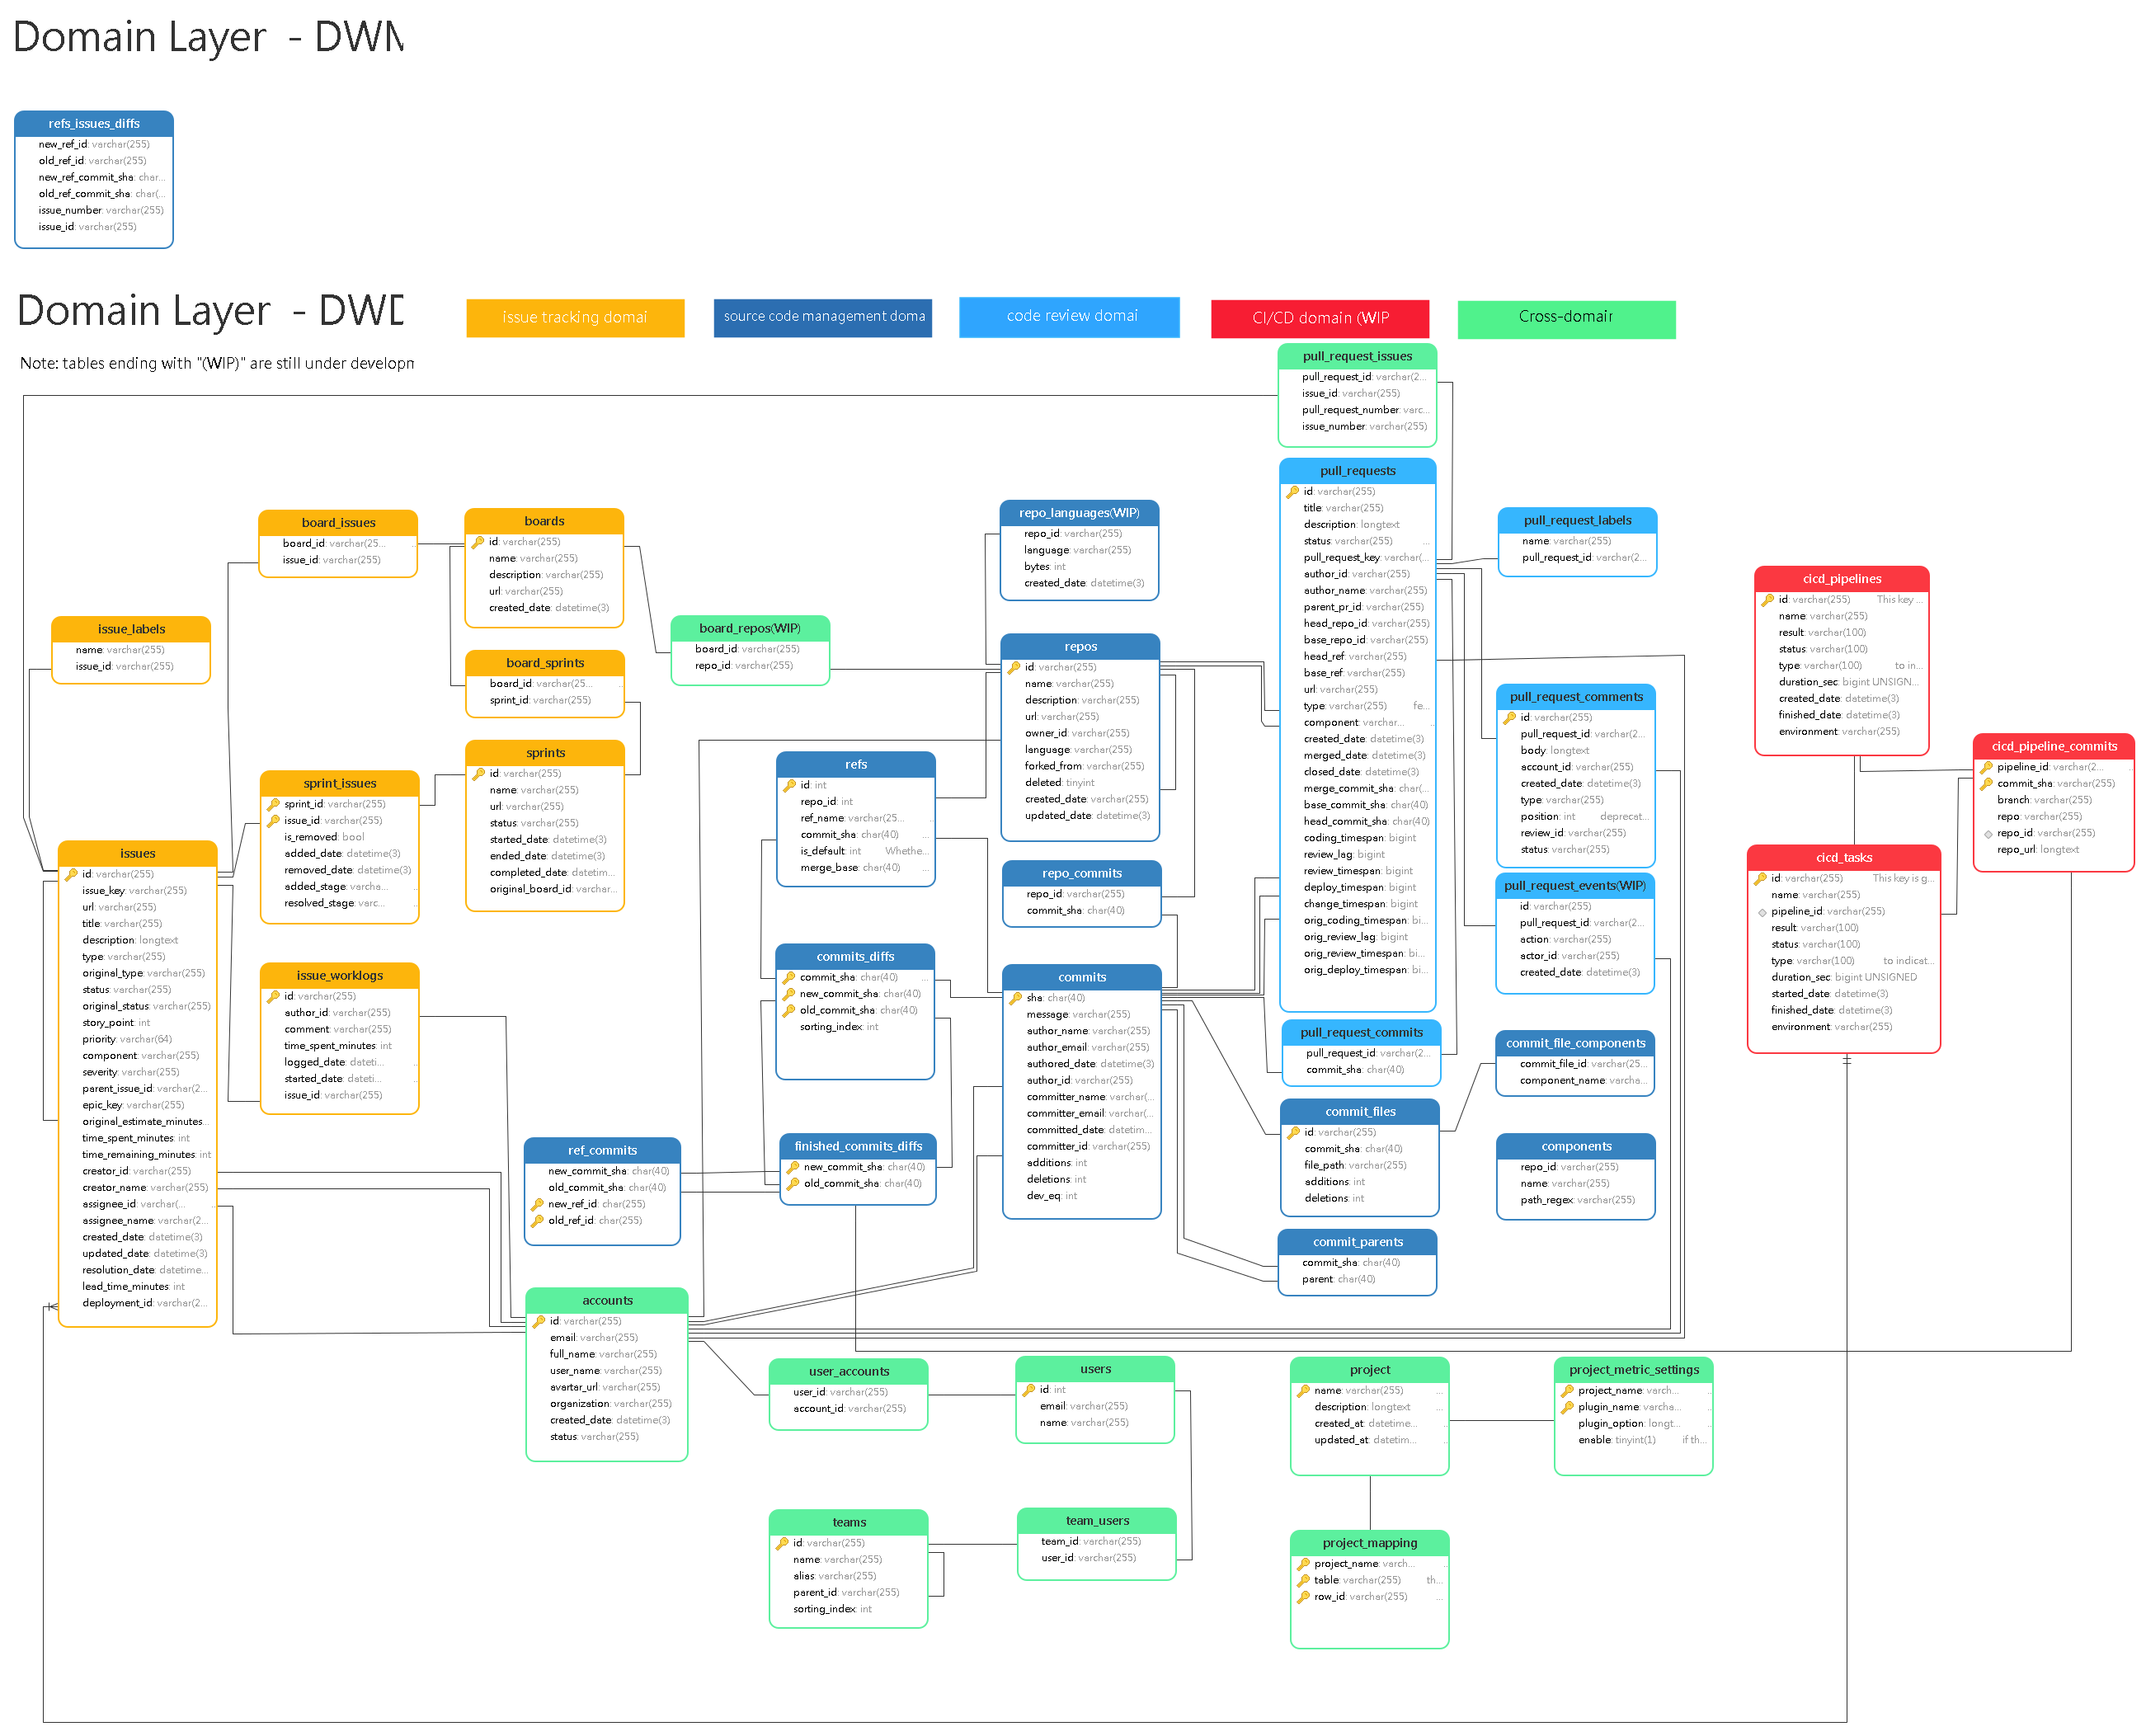 Domain Layer - DWM
refs_issues_diffs
new_ref_id: varchar(255)
old_ref_id: varchar(255)
new_ref_commit_sha: char...
old_ref_commit_sha: char(...
issue_number: varchar(255)
issue_id: varchar(255)
Domain Layer - DWD
issue tracking domai
source code management doma
code review domai
CI/CD domain (WIP
Cross-domair
Note: tables ending with "(WIP)" are still under developm
pull_request_issues
pull_request_id: varchar(2...
issue_id: varchar(255)
pull_request_number: varc...
issue_number: varchar(255)
pull_requests
id: varchar(255)
title: varchar(255)
description: longtext
status: varchar(255) ...
pull_request_key: varchar(...
author_id: varchar(255)
author_name: varchar(255)
parent_pr_id: varchar(255)
head_repo_id: varchar(255)
base_repo_id: varchar(255)
head_ref: varchar(255)
base_ref: varchar(255)
url: varchar(255)
type: varchar(255) fe...
component: varchar... ..
created_date: datetime(3)
merged_date: datetime(3)
closed_date: datetime(3)
merge_commit_sha: char(...
base_commit_sha: char(40)
head_commit_sha: char(40)
coding_timespan: bigint
review_lag: bigint
review_timespan: bigint
deploy_timespan: bigint
change_timespan: bigint
orig_coding_timespan: bi...
orig_review_lag: bigint
orig_review_timespan: bi...
orig_deploy_timespan: bi...
pull_request_labels
name: varchar(255)
pull_request_id: varchar(2...
board_issues
board_id: varchar(25... ..
issue_id: varchar(255)
boards
id: varchar(255)
name: varchar(255)
description: varchar(255)
url: varchar(255)
created_date: datetime(3)
repo_languages(WIP)
repo_id: varchar(255)
language: varchar(255)
bytes: int
created_date: datetime(3)
issue_labels
name: varchar(255)
issue_id: varchar(255)
board_sprints
board_id: varchar(25... ..
sprint_id: varchar(255)
board_repos(WIP)
board_id: varchar(255)
repo_id: varchar(255)
repos
id: varchar(255)
name: varchar(255)
description: varchar(255)
url: varchar(255)
owner_id: varchar(255)
language: varchar(255)
forked_from: varchar(255)
deleted: tinyint
created_date: varchar(255)
updated_date: datetime(3)
cicd_pipelines
id: varchar(255) This key ...
name: varchar(255)
result: varchar(100)
status: varchar(100)
type: varchar(100) to in...
duration_sec: bigint UNSIGN...
created_date: datetime(3)
finished_date: datetime(3)
environment: varchar(255)
pull_request_comments
id: varchar(255)
pull_request_id: varchar(2...
body: longtext
account_id: varchar(255)
created_date: datetime(3)
type: varchar(255)
position: int deprecat...
review_id: varchar(255)
status: varchar(255)
cicd_pipeline_commits
pipeline_id: varchar(2... ..
commit_sha: varchar(255)
branch: varchar(255)
repo: varchar(255)
repo_id: varchar(255)
repo_url: longtext
sprint_issues
sprint_id: varchar(255)
issue_id: varchar(255)
is_removed: bool
added_date: datetime(3)
removed_date: datetime(3)
added_stage: varcha... ..
resolved_stage: varc... ..
sprints
id: varchar(255)
name: varchar(255)
url: varchar(255)
status: varchar(255)
started_date: datetime(3)
ended_date: datetime(3)
completed_date: datetim...
original_board_id: varchar...
refs
id: int
repo_id: int
ref_name: varchar(25... ..
commit_sha: char(40) ...
is_default: int Whethe...
merge_base: char(40) ...
issues
id: varchar(255)
issue_key: varchar(255)
url: varchar(255)
title: varchar(255)
description: longtext
type: varchar(255)
original_type: varchar(255)
status: varchar(255)
original_status: varchar(255)
story_point: int
priority: varchar(64)
component: varchar(255)
severity: varchar(255)
parent_issue_id: varchar(2...
epic_key: varchar(255)
original_estimate_minutes...
time_spent_minutes: int
time_remaining_minutes: int
creator_id: varchar(255)
creator_name: varchar(255)
assignee_id: varchar(... ..
assignee_name: varchar(2...
created_date: datetime(3)
updated_date: datetime(3)
resolution_date: datetime...
lead_time_minutes: int
deployment_id: varchar(2...
repo_commits
repo_id: varchar(255)
commit_sha: char(40)
cicd_tasks
id: varchar(255) This key is g...
name: varchar(255)
pipeline_id: varchar(255)
result: varchar(100)
status: varchar(100)
type: varchar(100) to indicat...
duration_sec: bigint UNSIGNED
started_date: datetime(3)
finished_date: datetime(3)
environment: varchar(255)
pull_request_events(WIP)
id: varchar(255)
pull_request_id: varchar(2...
action: varchar(255)
actor_id: varchar(255)
created_date: datetime(3)
issue_worklogs
id: varchar(255)
author_id: varchar(255)
comment: varchar(255)
time_spent_minutes: int
logged_date: dateti... ..
started_date: dateti... ..
issue_id: varchar(255)
commits_diffs
commit_sha: char(40) ...
new_commit_sha: char(40)
old_commit_sha: char(40)
sorting_index: int
commits
sha: char(40)
message: varchar(255)
author_name: varchar(255)
author_email: varchar(255)
authored_date: datetime(3)
author_id: varchar(255)
committer_name: varchar(...
committer_email: varchar(...
committed_date: datetim...
committer_id: varchar(255)
additions: int
deletions: int
dev_eq: int
pull_request_commits
pull_request_id: varchar(2...
commit_sha: char(40)
commit_file_components
commit_file_id: varchar(25...
component_name: varcha...
commit_files
id: varchar(255)
commit_sha: char(40)
file_path: varchar(255)
additions: int
deletions: int
components
repo_id: varchar(255)
name: varchar(255)
path_regex: varchar(255)
ref_commits
new_commit_sha: char(40)
old_commit_sha: char(40)
new_ref_id: char(255)
old_ref_id: char(255)
finished_commits_diffs
new_commit_sha: char(40)
old_commit_sha: char(40)
commit_parents
commit_sha: char(40)
parent: char(40)
accounts
id: varchar(255)
email: varchar(255)
full_name: varchar(255)
user_name: varchar(255)
avartar_url: varchar(255)
organization: varchar(255)
created_date: datetime(3)
status: varchar(255)
user_accounts
user_id: varchar(255)
account_id: varchar(255)
users
id: int
email: varchar(255)
name: varchar(255)
project
name: varchar(255) ...
description: longtext ...
created_at: datetime... ..
updated_at: datetim... ..
project_metric_settings
project_name: varch... ..
plugin_name: varcha... ..
plugin_option: longt... ..
enable: tinyint(1) if th...
teams
id: varchar(255)
name: varchar(255)
alias: varchar(255)
parent_id: varchar(255)
sorting_index: int
team_users
team_id: varchar(255)
user_id: varchar(255)
project_mapping
project_name: varch... ..
table: varchar(255) th...
row_id: varchar(255) ...